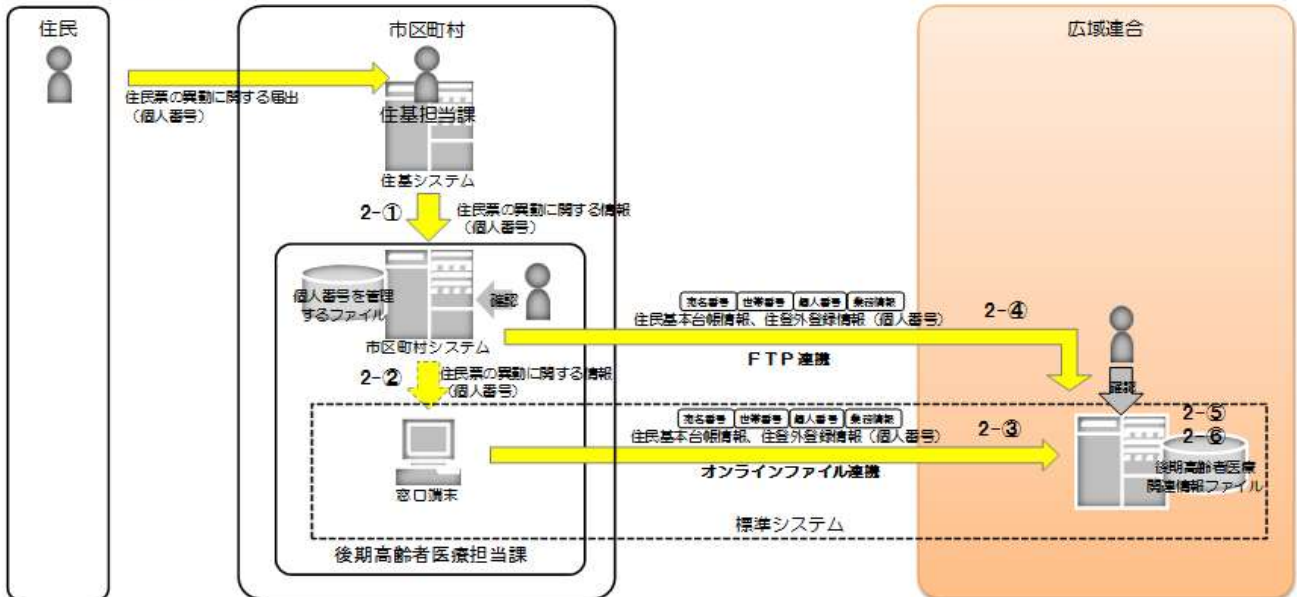 住民
市区町村
広域連合
住民票の異動に関する届出
（個人番号）
住基担当課
住基システム
2-①
住民票の異動に関する情報
（個人番号）
個人番号を管理
するファイル
確認
市区町村システム
宛名番号 世帯番号 個人番号 業務情報
住民基本台帳情報、住登外登録情報（個人番号）
2-④
ＦＴＰ連携
確認
2-②
住民票の異動に関する情報
（個人番号）
宛名番号 世帯番号 個人番号 業務情報
住民基本台帳情報、住登外登録情報（個人番号）
2-③
オンラインファイル連携
2-⑤
2-⑥
後期高齢者医療
関連情報ファイル
窓口端末
標準システム
後期高齢者医療担当課